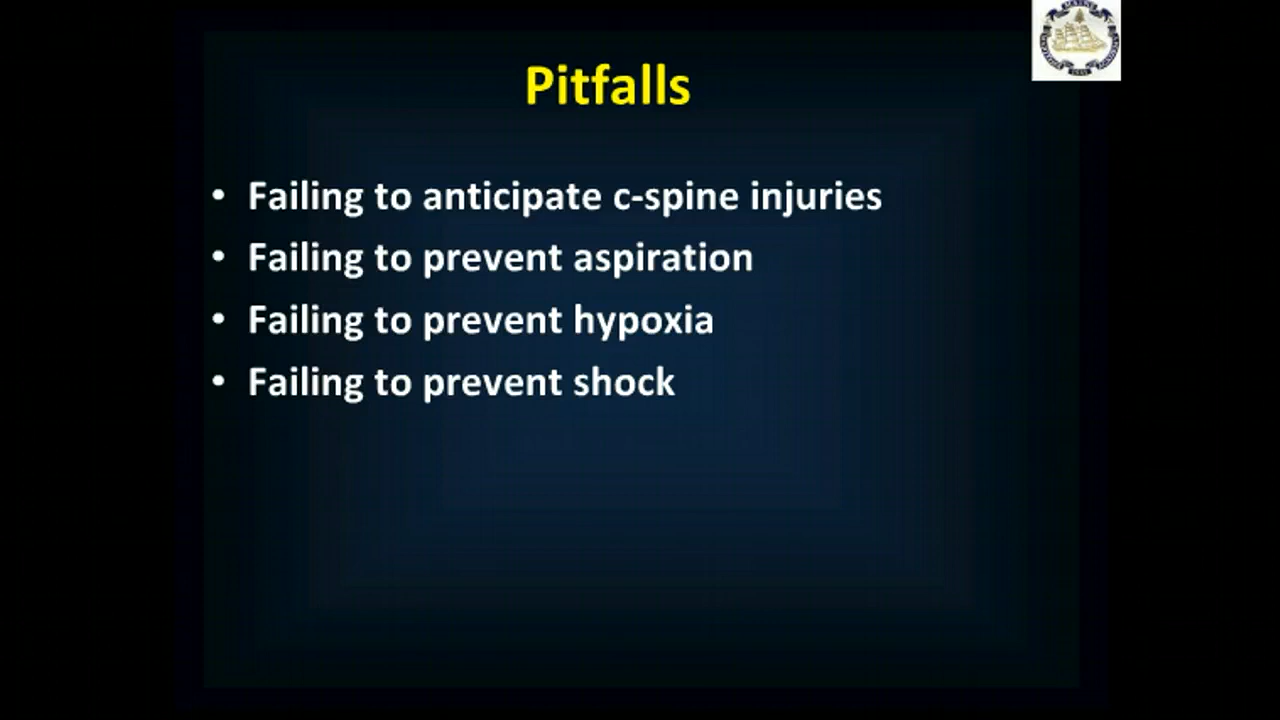 Pitfalls
• Failing to anticipate c-spine injuries
• Failing to prevent aspiration
• Failing to prevent hypoxia
• Failing to prevent shock